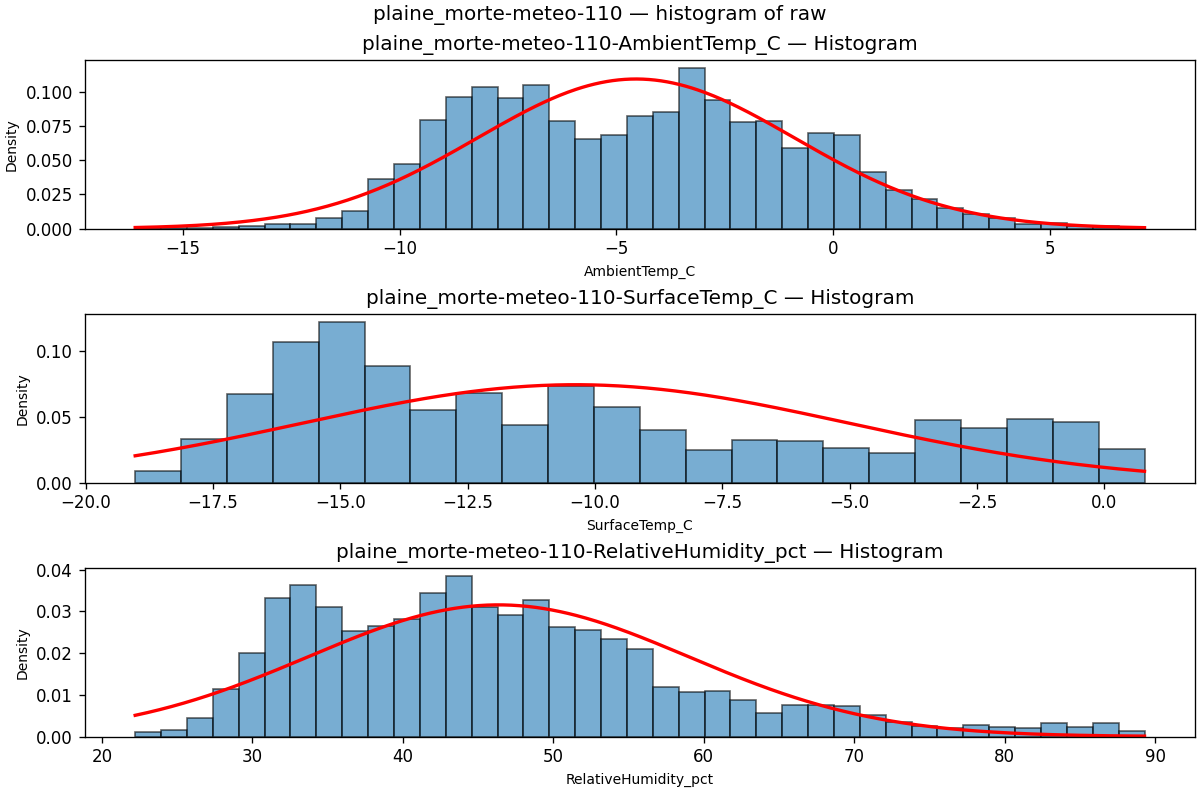 plaine_morte-meteo-110 — histogram of raw
plaine_morte-meteo-110-AmbientTemp_C — Histogram
Density
0.100
0.075
0.050
0.025
0.000
−15 −10 −5 0 5
AmbientTemp_C
plaine_morte-meteo-110-SurfaceTemp_C — Histogram
Density
0.10
0.05
0.00
−20.0 −17.5 −15.0 −12.5 −10.0 −7.5 −5.0 −2.5 0.0
SurfaceTemp_C
plaine_morte-meteo-110-RelativeHumidity_pct — Histogram
Density
0.04
0.03
0.02
0.01
0.00
20 30 40 50 60 70 80 90
RelativeHumidity_pct